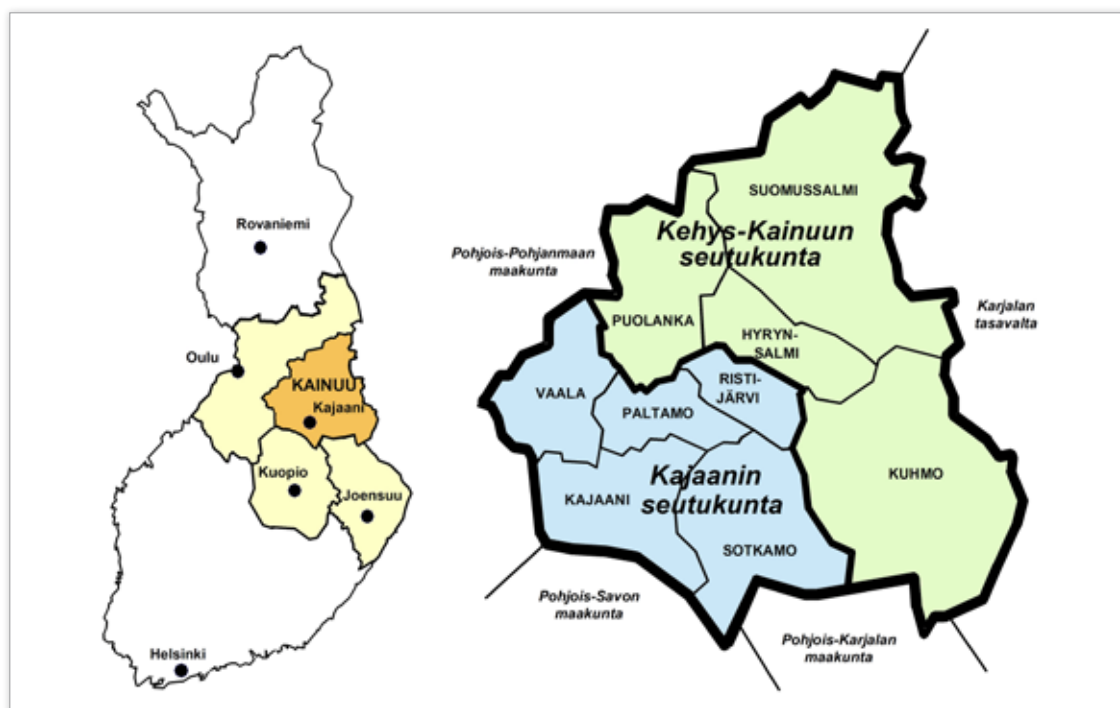 Rovaniemi
Oulu
KAINUU
Kajaani
Kuopio
Joensuu
Helsinki
SUOMUSSALMI
Kehys-Kainuun
seutukunta
Pohjois-Pohjanmaan
maakunta
Karjalan
tasavalta
PUOLANKA
HYRYN-
SALMI
RISTI-
JÄRVI
VAALA
PALTAMO
KUHMO
Kajaanin
seutukunta
KAJAANI
SOTKAMO
Pohjois-Savon
maakunta
Pohjois-Karjalan
maakunta